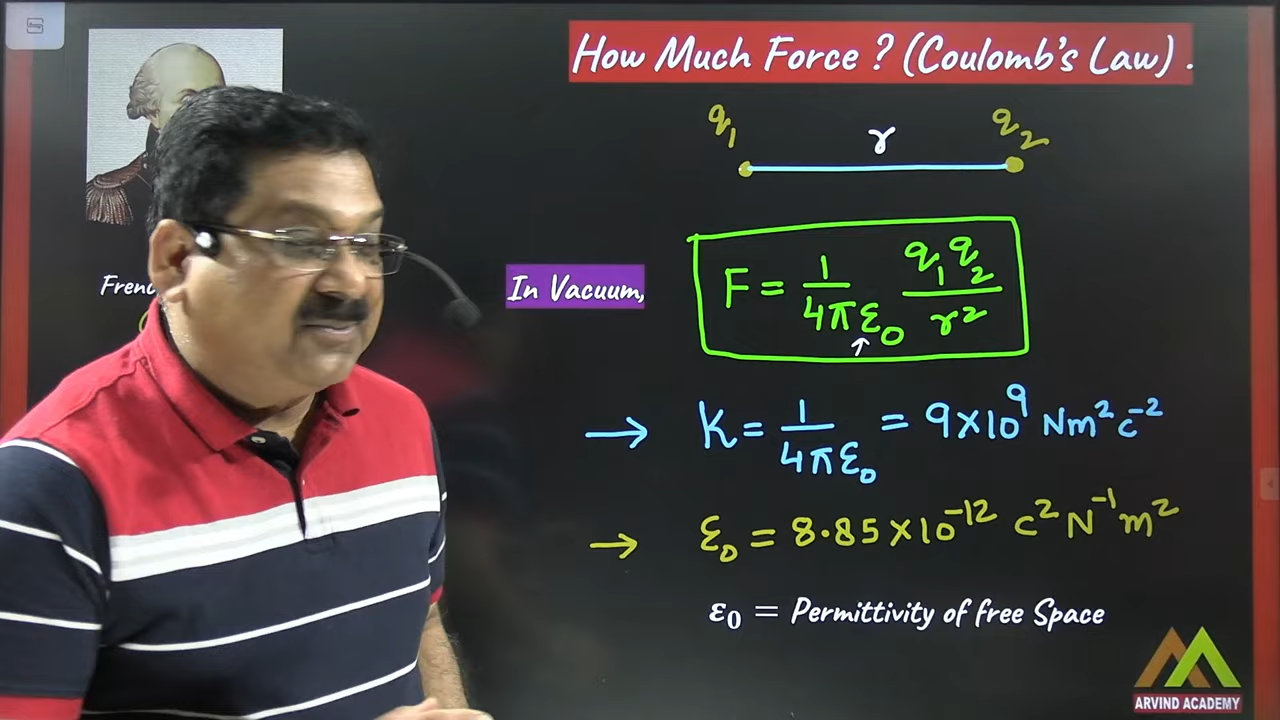 How Much Force ? (Coulomb's Law) .
q₁ r q₂
Frenc
In Vacuum,
F = 1/4πε₀ q₁q₂/r²
↑
→ K = 1/4πε₀ = 9×10⁹ Nm²c⁻²
→ ε₀ = 8.85×10⁻¹² c²N⁻¹m²
ε₀ = Permittivity of free Space
ARVIND ACADEMY